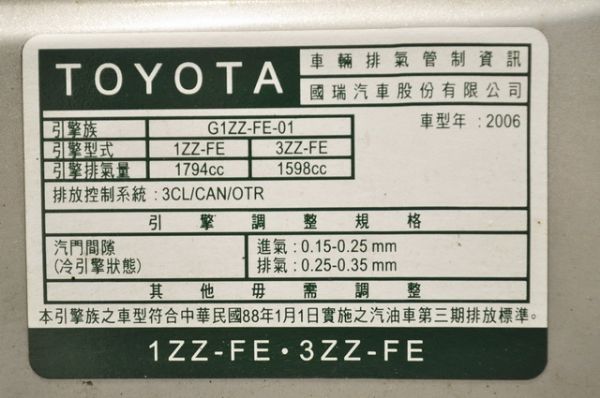 TOYOTA
車輛排氣管制資訊
國瑞汽車股份有限公司
引擎族 G1ZZ-FE-01
車型年：2006
引擎型式 1ZZ-FE 3ZZ-FE
引擎排氣量 1794cc 1598cc
排放控制系統：3CL/CAN/OTR
引擎調整規格
汽門間隙 進氣：0.15-0.25 mm
(冷引擎狀態) 排氣：0.25-0.35 mm
其他毋需調整
本引擎族之車型符合中華民國88年1月1日實施之汽油車第三期排放標準。
1ZZ-FE・3ZZ-FE